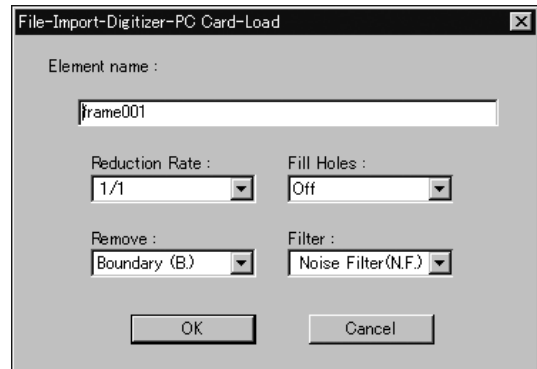 File-Import-Digitizer-PC Card-Load
Element name :
frame001
Reduction Rate :
Fill Holes :
1/1
Off
Remove :
Filter :
Boundary (B.)
Noise Filter(N.F.)
OK
Cancel